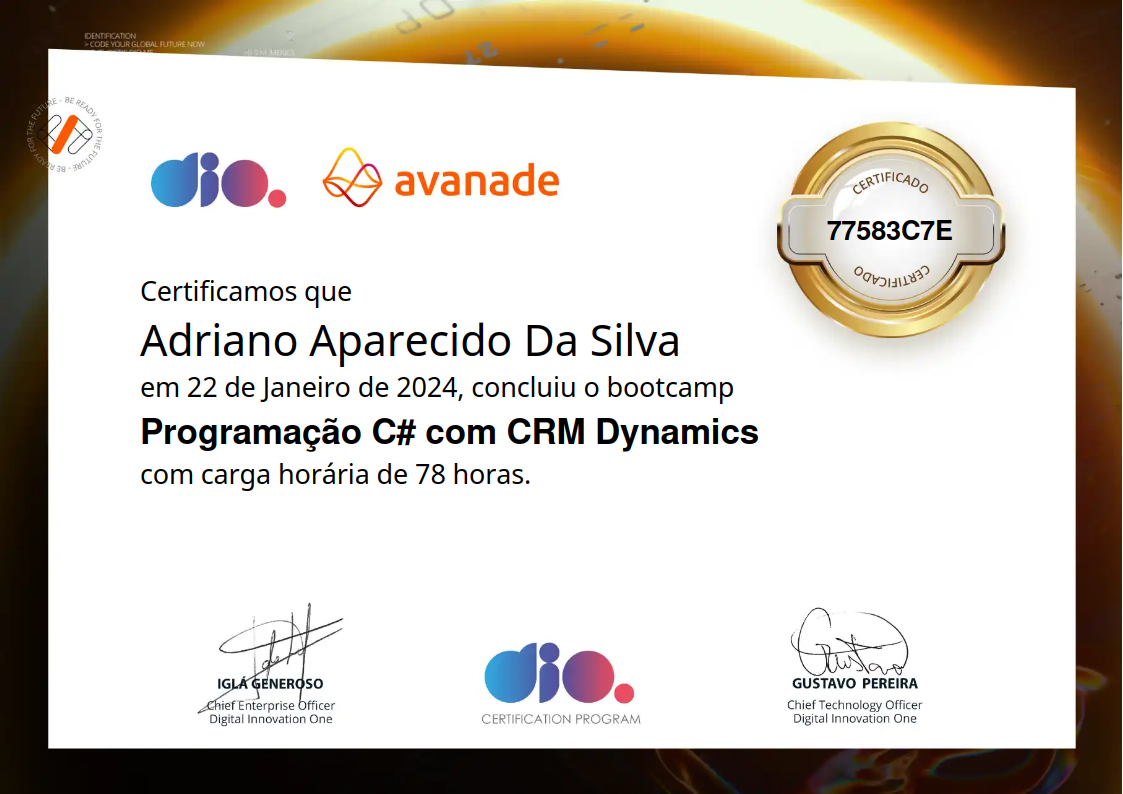 IDENTIFICATION
> CODE YOUR GLOBAL FUTURE NOW
BE READY FOR THE FUTURE - BE READY FOR THE FUTURE -
dio.
avanade
CERTIFICADO
77583C7E
CERTIFICADO
Certificamos que
Adriano Aparecido Da Silva
em 22 de Janeiro de 2024, concluiu o bootcamp
Programação C# com CRM Dynamics
com carga horária de 78 horas.
IGLÁ GENEROSO
Chief Enterprise Officer
Digital Innovation One
dio.
CERTIFICATION PROGRAM
Gustavo
GUSTAVO PEREIRA
Chief Technology Officer
Digital Innovation One